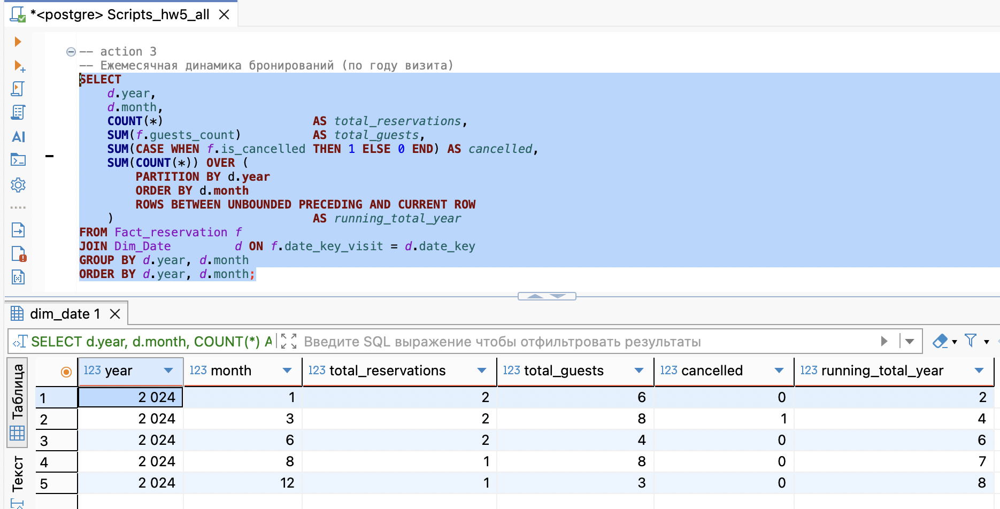 *<postgre> Scripts_hw5_all
-- action 3
-- Ежемесячная динамика бронирований (по году визита)
SELECT
d.year,
d.month,
COUNT(*) AS total_reservations,
SUM(f.guests_count) AS total_guests,
SUM(CASE WHEN f.is_cancelled THEN 1 ELSE 0 END) AS cancelled,
SUM(COUNT(*)) OVER (
PARTITION BY d.year
ORDER BY d.month
ROWS BETWEEN UNBOUNDED PRECEDING AND CURRENT ROW
) AS running_total_year
FROM Fact_reservation f
JOIN Dim_Date d ON f.date_key_visit = d.date_key
GROUP BY d.year, d.month
ORDER BY d.year, d.month;
AI
dim_date 1
SELECT d.year, d.month, COUNT(*) A Введите SQL выражение чтобы отфильтровать результаты
Таблица
Текст
123 year 123 month 123 total_reservations 123 total_guests 123 cancelled 123 running_total_year
1 2 024 1 2 6 0 2
2 2 024 3 2 8 1 4
3 2 024 6 2 4 0 6
4 2 024 8 1 8 0 7
5 2 024 12 1 3 0 8